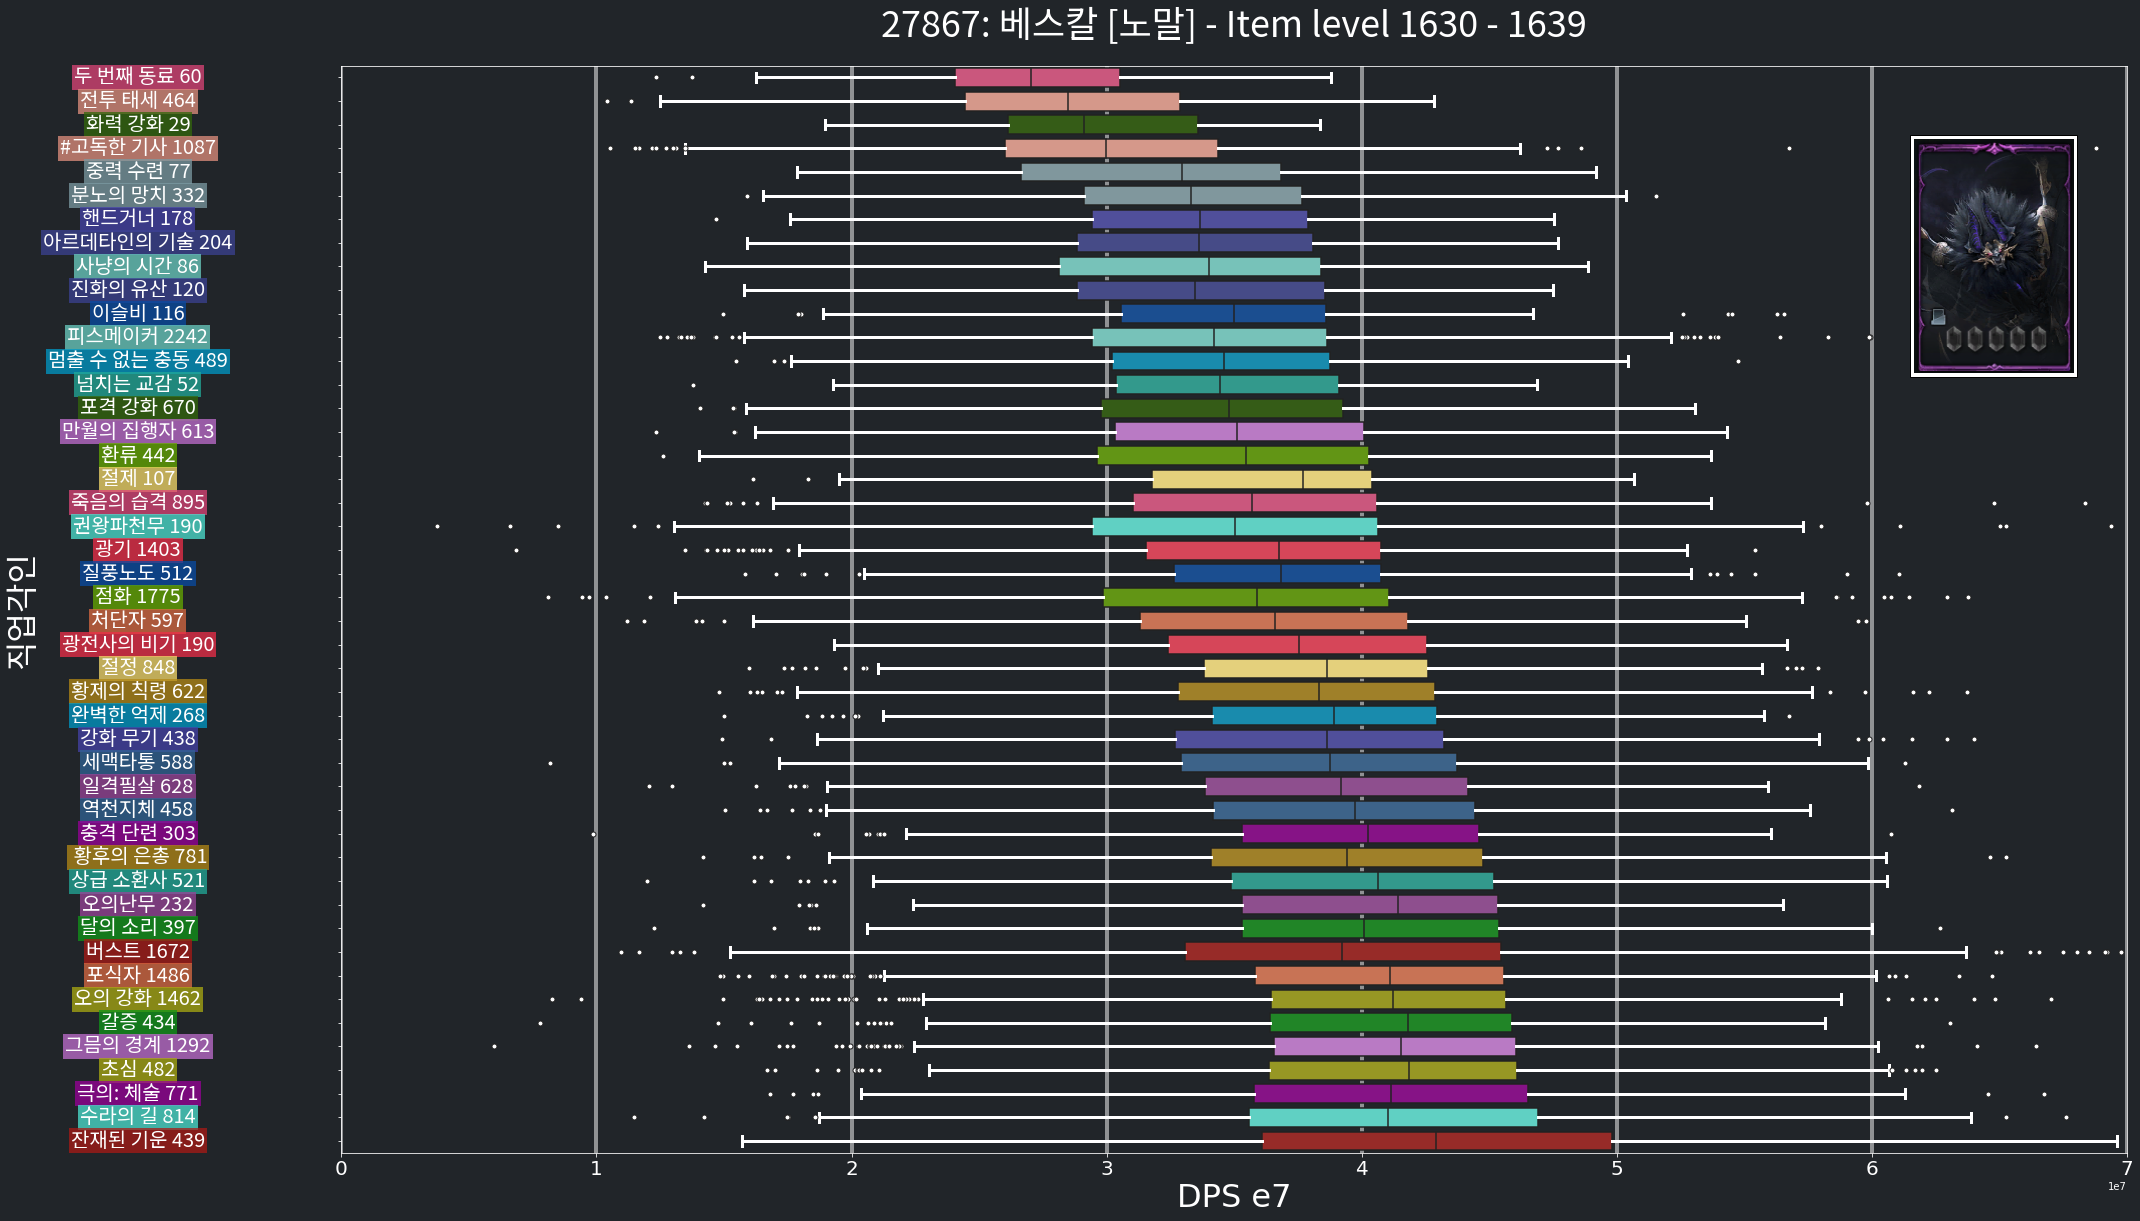 27867: 베스칼 [노말] - Item level 1630 - 1639
두 번째 동료 60
전투 태세 464
화력 강화 29
#고독한 기사 1087
중력 수련 77
분노의 망치 332
핸드거너 178
아르데타인의 기술 204
사냥의 시간 86
진화의 유산 120
이슬비 116
피스메이커 2242
멈출 수 없는 충동 489
넘치는 교감 52
포격 강화 670
만월의 집행자 613
환류 442
절제 107
죽음의 습격 895
권왕파천무 190
광기 1403
질풍노도 512
점화 1775
처단자 597
광전사의 비기 190
절정 848
황제의 칙령 622
완벽한 억제 268
강화 무기 438
세맥타통 588
일격필살 628
역천지체 458
충격 단련 303
황후의 은총 781
상급 소환사 521
오의난무 232
달의 소리 397
버스트 1672
포식자 1486
오의 강화 1462
갈증 434
그믐의 경계 1292
초심 482
극의: 체술 771
수라의 길 814
잔재된 기운 439
직업각인
0 1 2 3 4 5 6 7
DPS e7
1e7